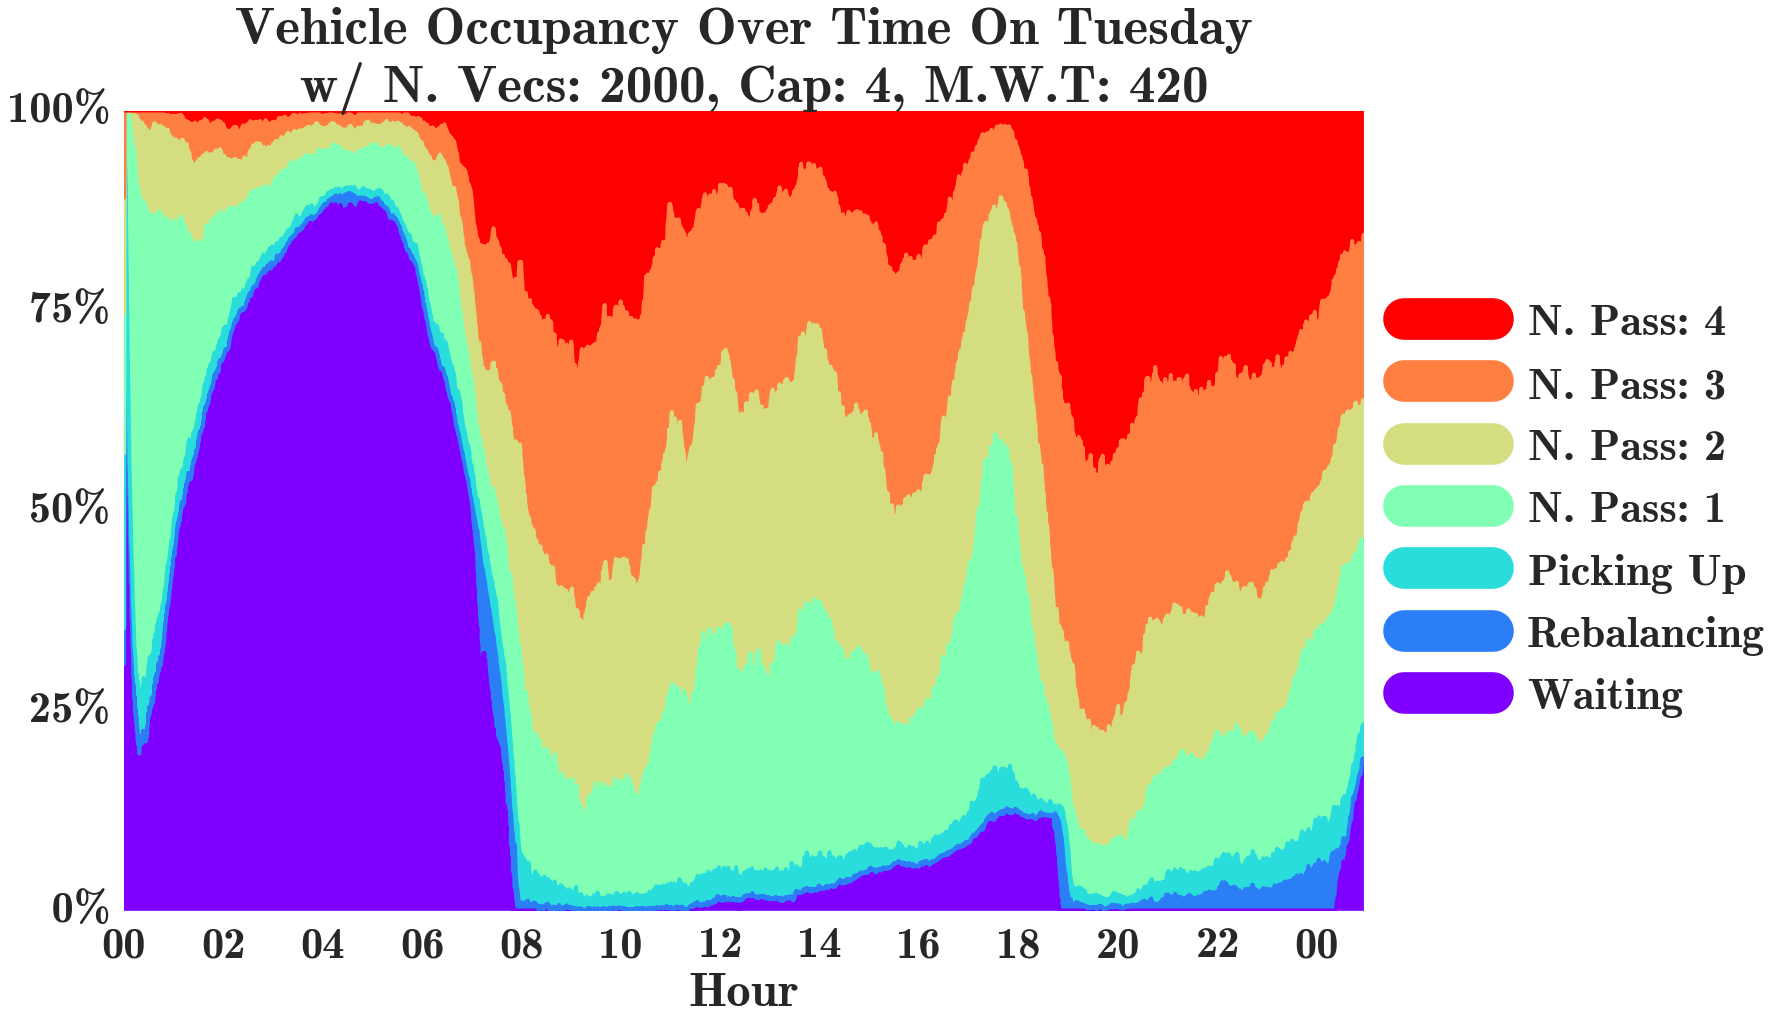 Vehicle Occupancy Over Time On Tuesday
w/ N. Vecs: 2000, Cap: 4, M.W.T: 420
100%
75%
50%
25%
0%
00 02 04 06 08 10 12 14 16 18 20 22 00
Hour
N. Pass: 4
N. Pass: 3
N. Pass: 2
N. Pass: 1
Picking Up
Rebalancing
Waiting